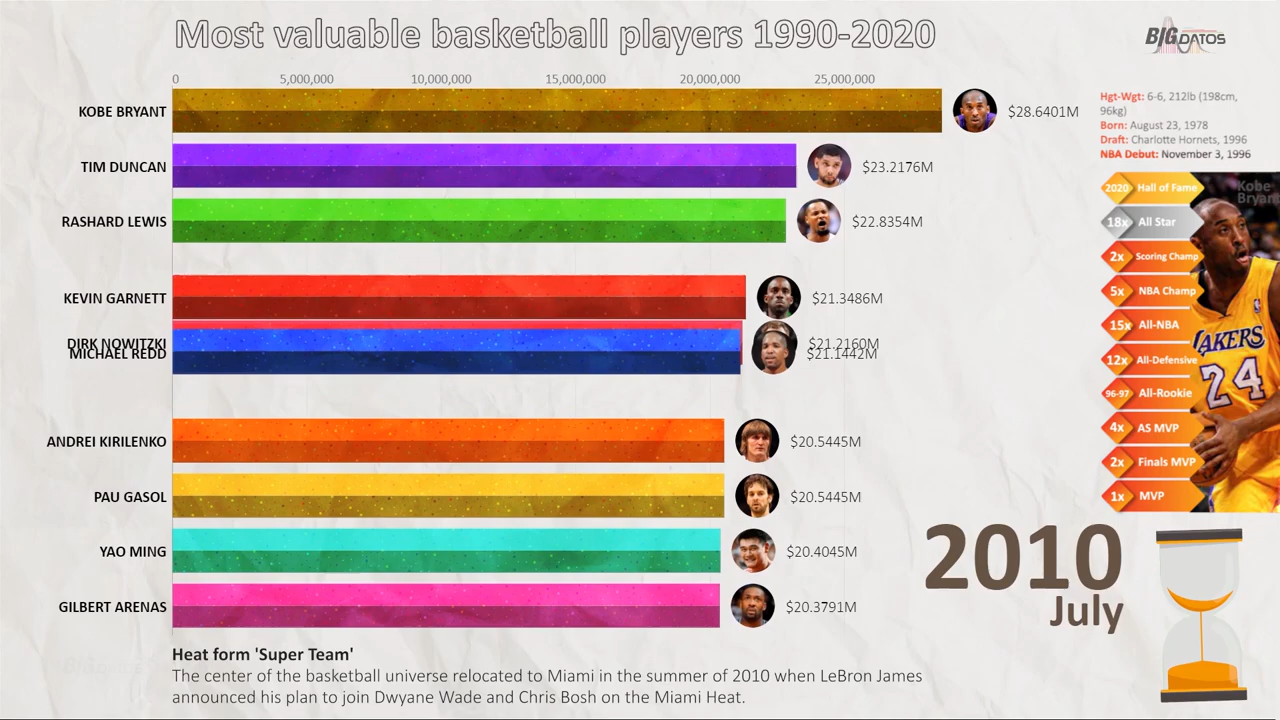 Most valuable basketball players 1990-2020
BIGDATOS
0 5,000,000 10,000,000 15,000,000 20,000,000 25,000,000
KOBE BRYANT $28.6401M
TIM DUNCAN $23.2176M
RASHARD LEWIS $22.8354M
KEVIN GARNETT $21.3486M
DIRK NOWITZKI $21.2160M
MICHAEL REDD $21.1442M
ANDREI KIRILENKO $20.5445M
PAU GASOL $20.5445M
YAO MING $20.4045M
GILBERT ARENAS $20.3791M
Hgt-Wgt: 6-6, 212lb (198cm,
96kg)
Born: August 23, 1978
Draft: Charlotte Hornets, 1996
NBA Debut: November 3, 1996
Kobe
Bryant
2020 Hall of Fame
18x All Star
2x Scoring Champ
5x NBA Champ
15x All-NBA
12x All-Defensive
96-97 All-Rookie
4x AS MVP
2x Finals MVP
1x MVP
LAKERS
24
2010
July
Heat form 'Super Team'
The center of the basketball universe relocated to Miami in the summer of 2010 when LeBron James
announced his plan to join Dwyane Wade and Chris Bosh on the Miami Heat.